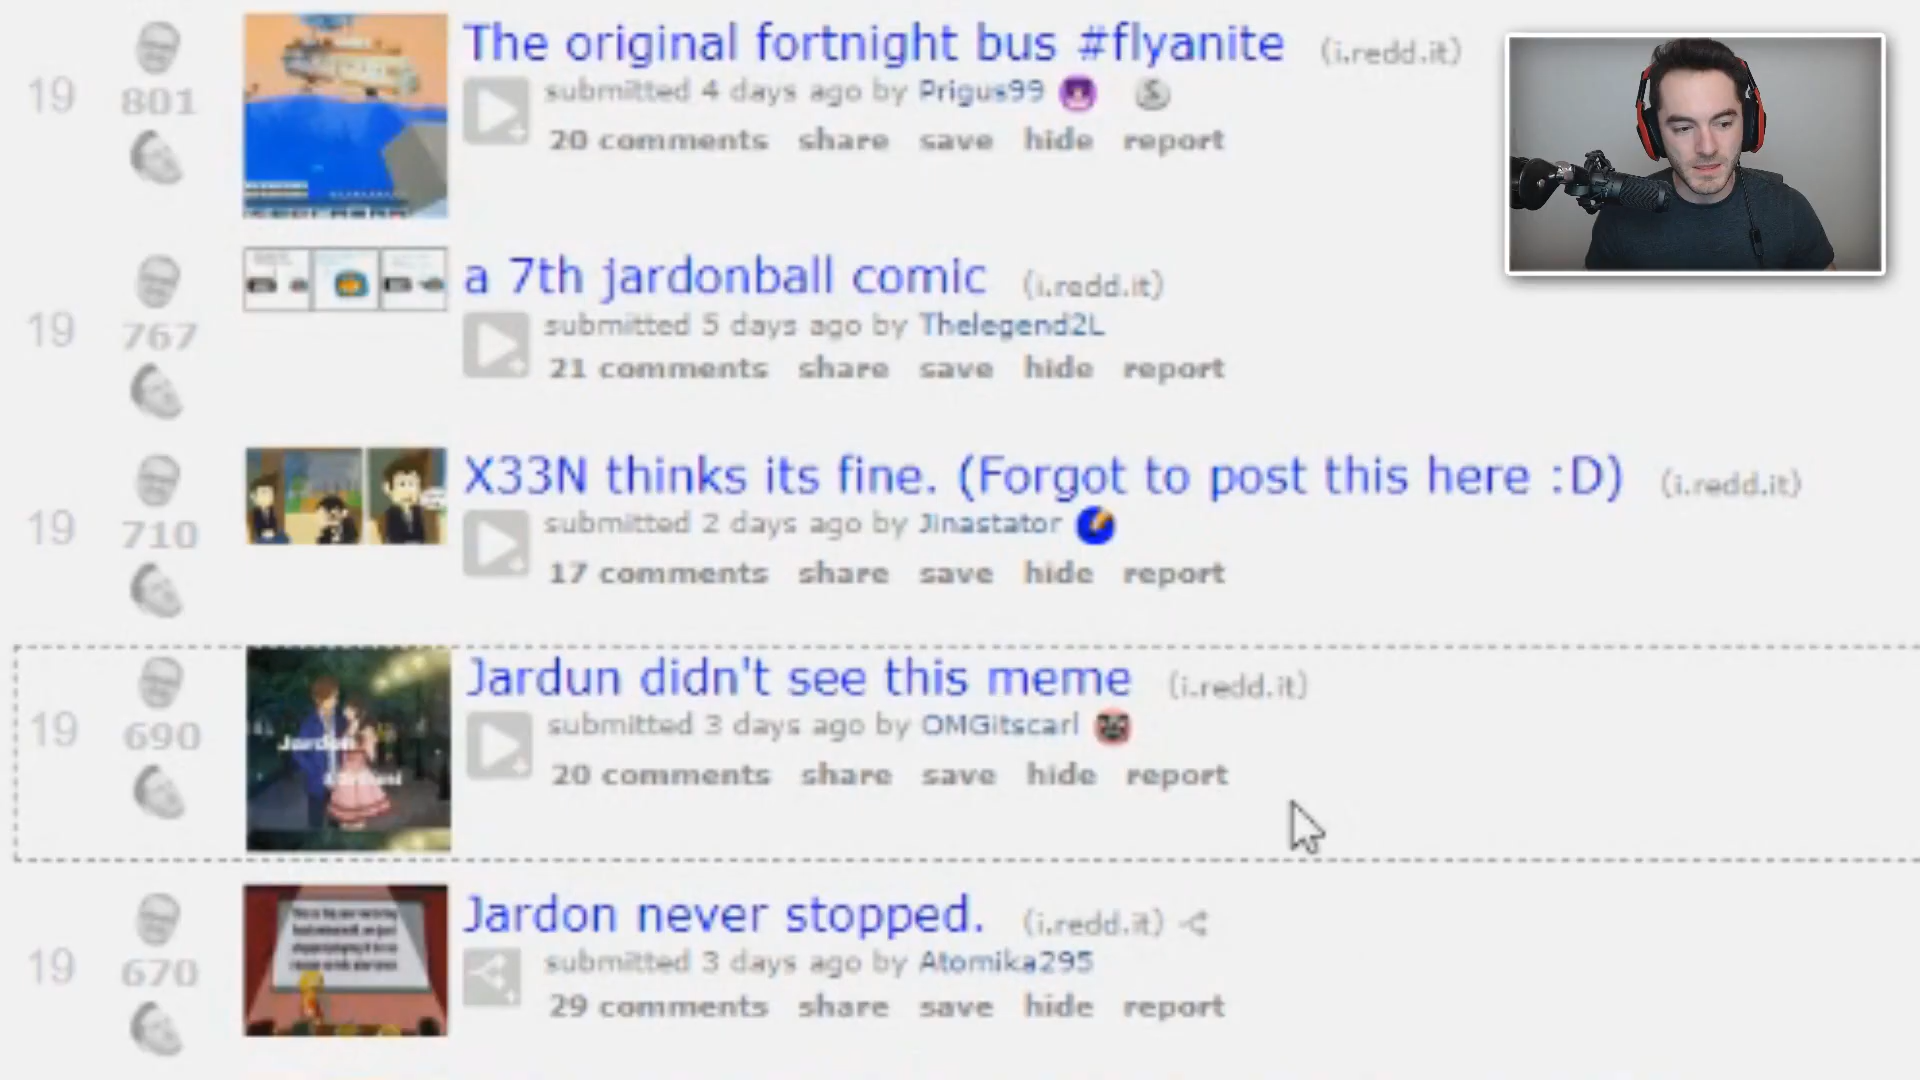 The original fortnight bus #flyanite (i.redd.it)
19
801
submitted 4 days ago by Prigus99
20 comments share save hide report
a 7th jardonball comic (i.redd.it)
19
767
submitted 5 days ago by Thelegend2L
21 comments share save hide report
X33N thinks its fine. (Forgot to post this here :D) (i.redd.it)
19
710
submitted 2 days ago by Jinastator
17 comments share save hide report
Jardun didn't see this meme (i.redd.it)
19
690
submitted 3 days ago by OMGitscarl
Jardon
20 comments share save hide report
Jardon never stopped. (i.redd.it)
19
670
submitted 3 days ago by Atomika295
29 comments share save hide report